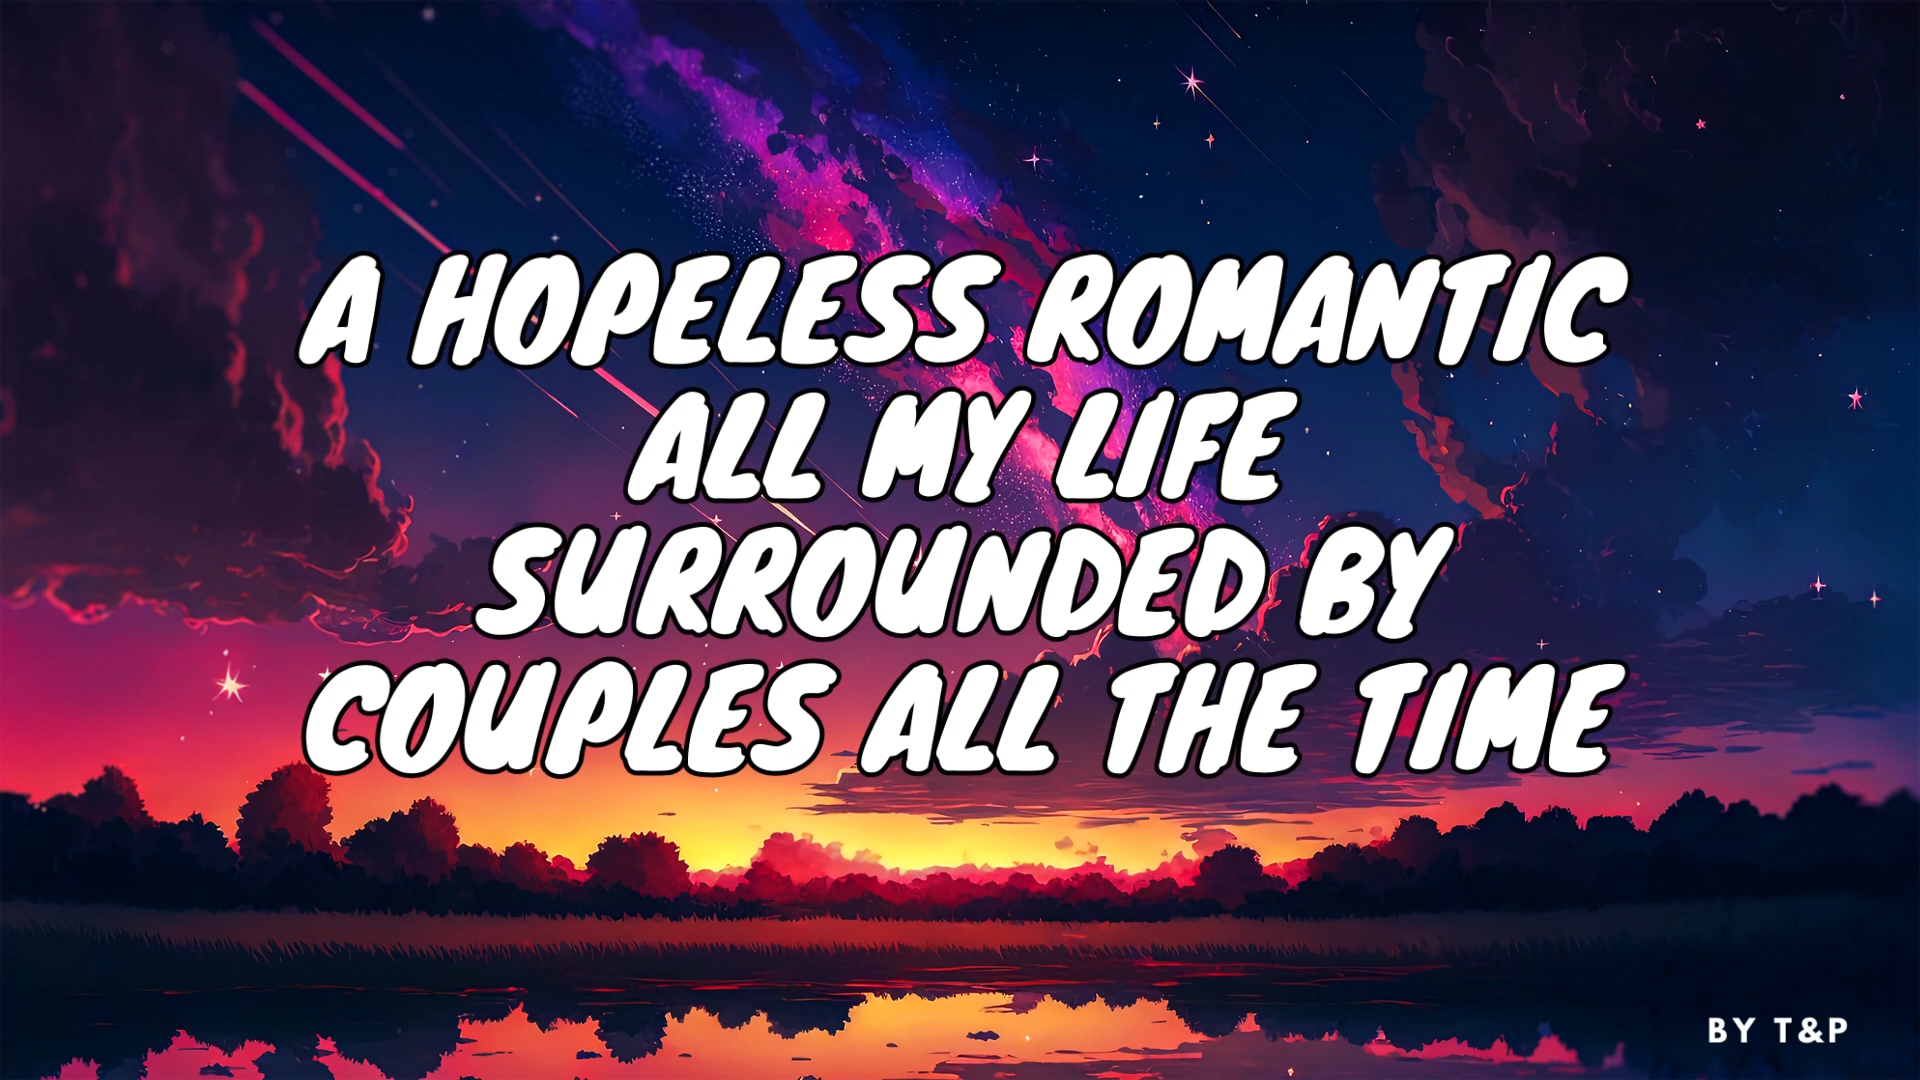 A HOPELESS ROMANTIC
ALL MY LIFE
SURROUNDED BY
COUPLES ALL THE TIME
BY T&P